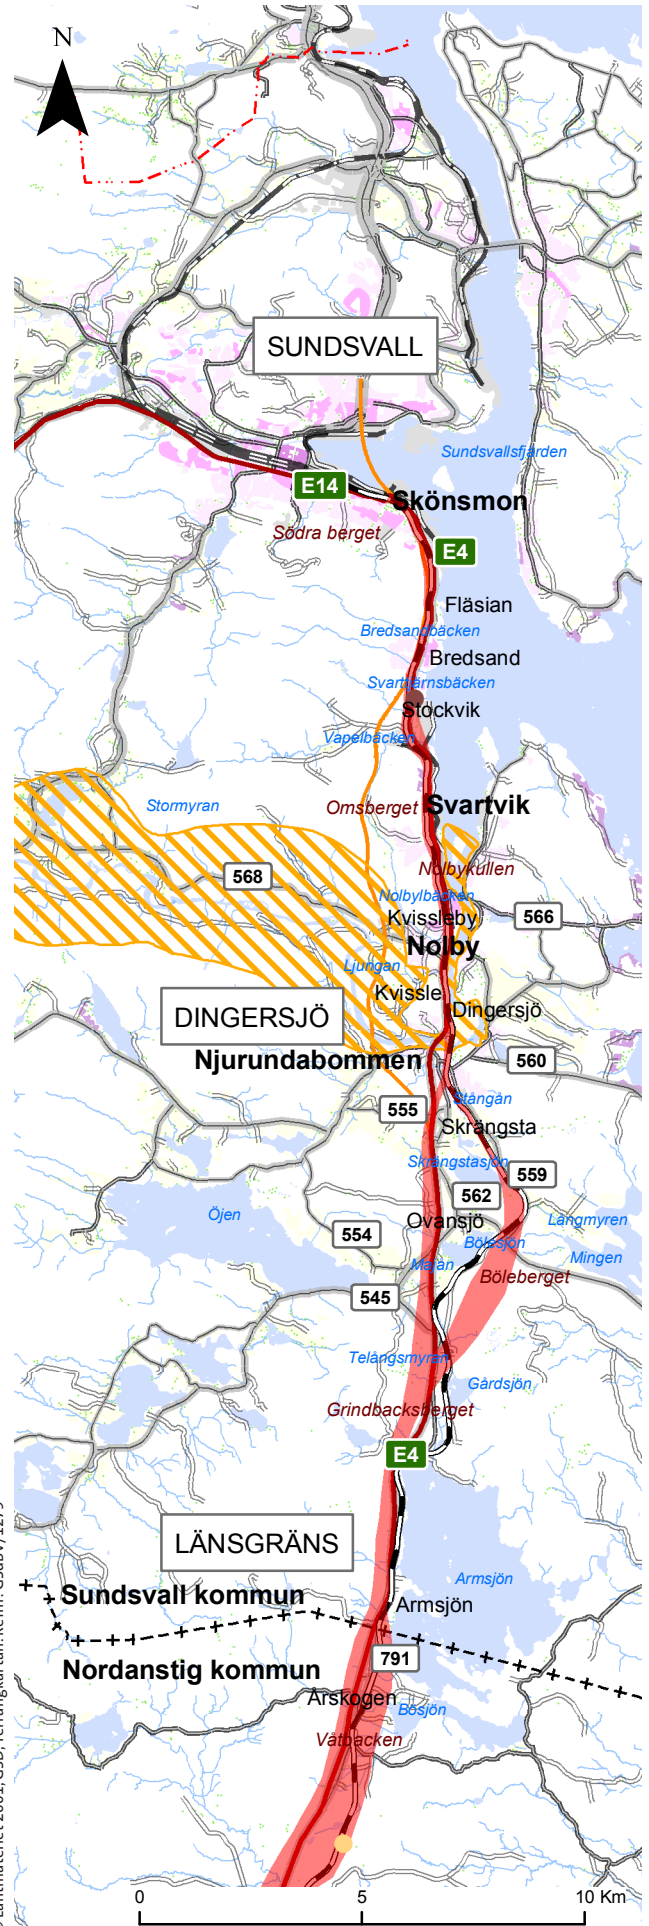 N
SUNDSVALL
Sundsvallsfjärden
E14
Skönsmon
Södra berget
E4
Fläsian
Bredsandbäcken
Bredsand
Svarttjärnsbäcken
Stockvik
Vapelbäcken
Stormyran
Omsberget
Svartvik
Nolbykullen
568
Nolbybäcken
Kvissleby
566
Nolby
Ljungan
Kvissle
Dingersjö
DINGERSJÖ
Njurundabommen
560
555
Stångån
Skrängsta
Skrängstasjön
559
562
Öjen
Ovansjö
Långmyren
554
Bölesjön
Mingen
Majån
Böleberget
545
Telångsmyran
Gårdsjön
Grindbacksberget
E4
LÄNSGRÄNS
Armsjön
Sundsvall kommun
Armsjön
791
Nordanstig kommun
Årskogen
Bösjön
Våtbacken
0 5 10 Km